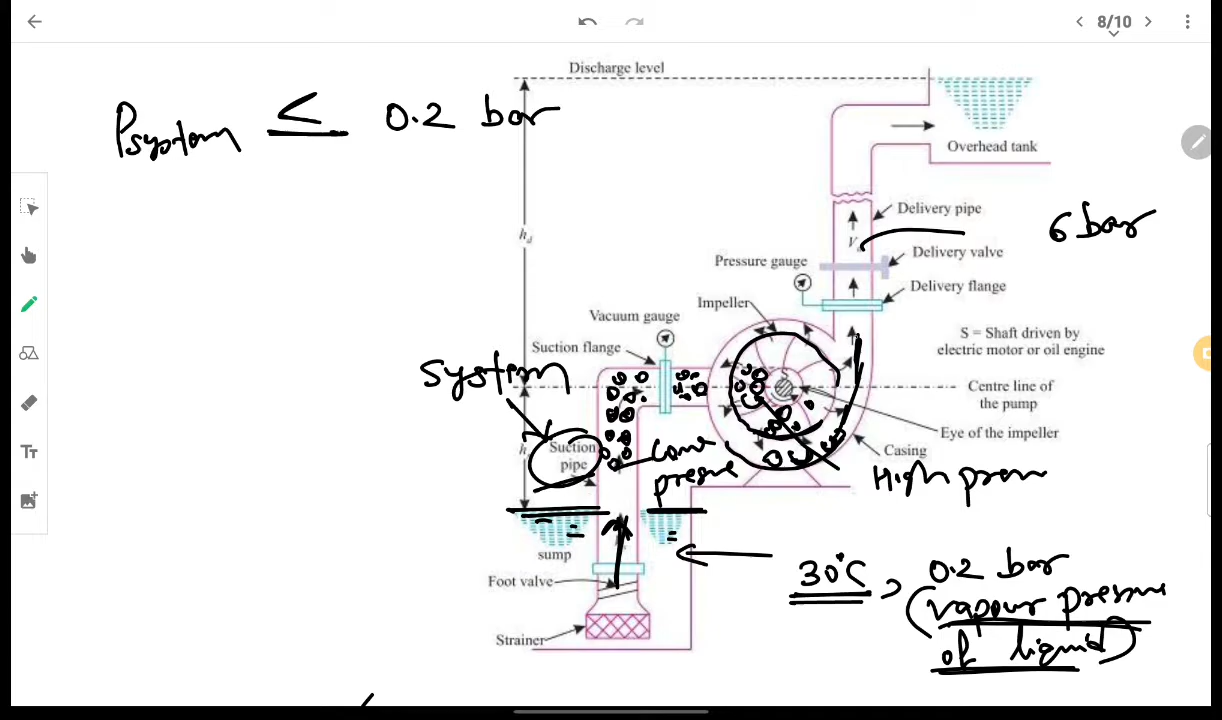 8/10
Discharge level
Psystem ≤ 0.2 bar
Overhead tank
Delivery pipe
6 bar
hd
V
Delivery valve
Pressure gauge
Delivery flange
Impeller
Vacuum gauge
S = Shaft driven by
electric motor or oil engine
Suction flange
System
S
Centre line of
the pump
Eye of the impeller
h
Suction
pipe
Casing
High pressure
sump
30°C, 0.2 bar
(vapour pressure
of liquid)
Foot valve
Strainer
Tт